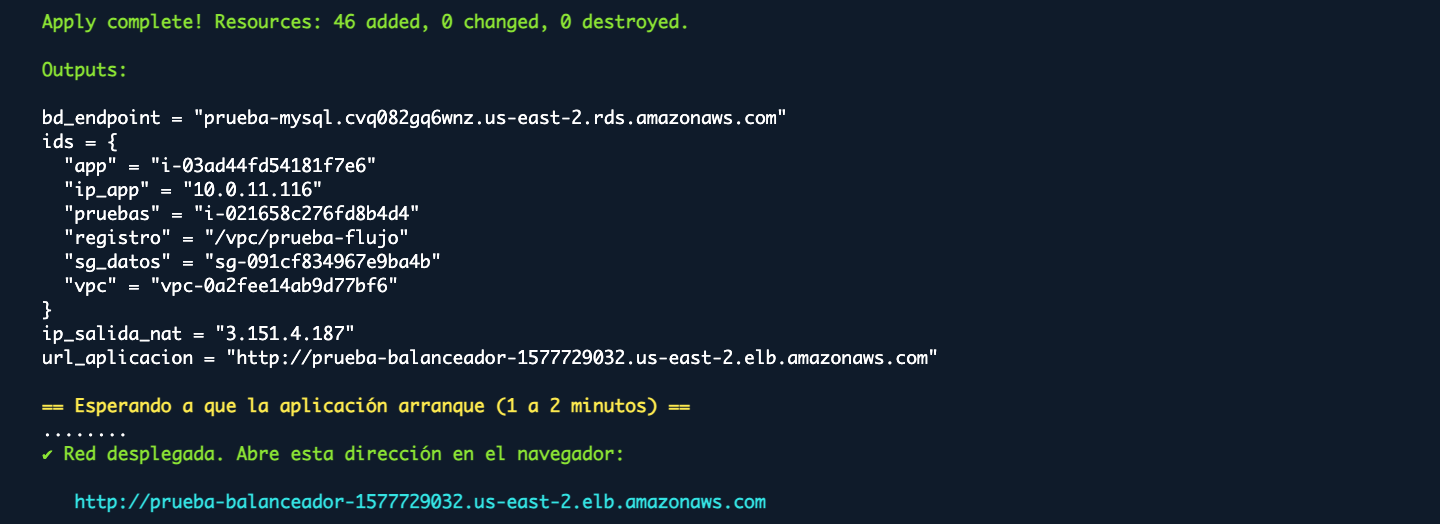 Apply complete! Resources: 46 added, 0 changed, 0 destroyed.
Outputs:
bd_endpoint = "prueba-mysql.cvq082gq6wnz.us-east-2.rds.amazonaws.com"
ids = {
  "app" = "i-03ad44fd54181f7e6"
  "ip_app" = "10.0.11.116"
  "pruebas" = "i-021658c276fd8b4d4"
  "registro" = "/vpc/prueba-flujo"
  "sg_datos" = "sg-091cf834967e9ba4b"
  "vpc" = "vpc-0a2fee14ab9d77bf6"
}
ip_salida_nat = "3.151.4.187"
url_aplicacion = "http://prueba-balanceador-1577729032.us-east-2.elb.amazonaws.com"
== Esperando a que la aplicación arranque (1 a 2 minutos) ==
........
✔ Red desplegada. Abre esta dirección en el navegador:
http://prueba-balanceador-1577729032.us-east-2.elb.amazonaws.com